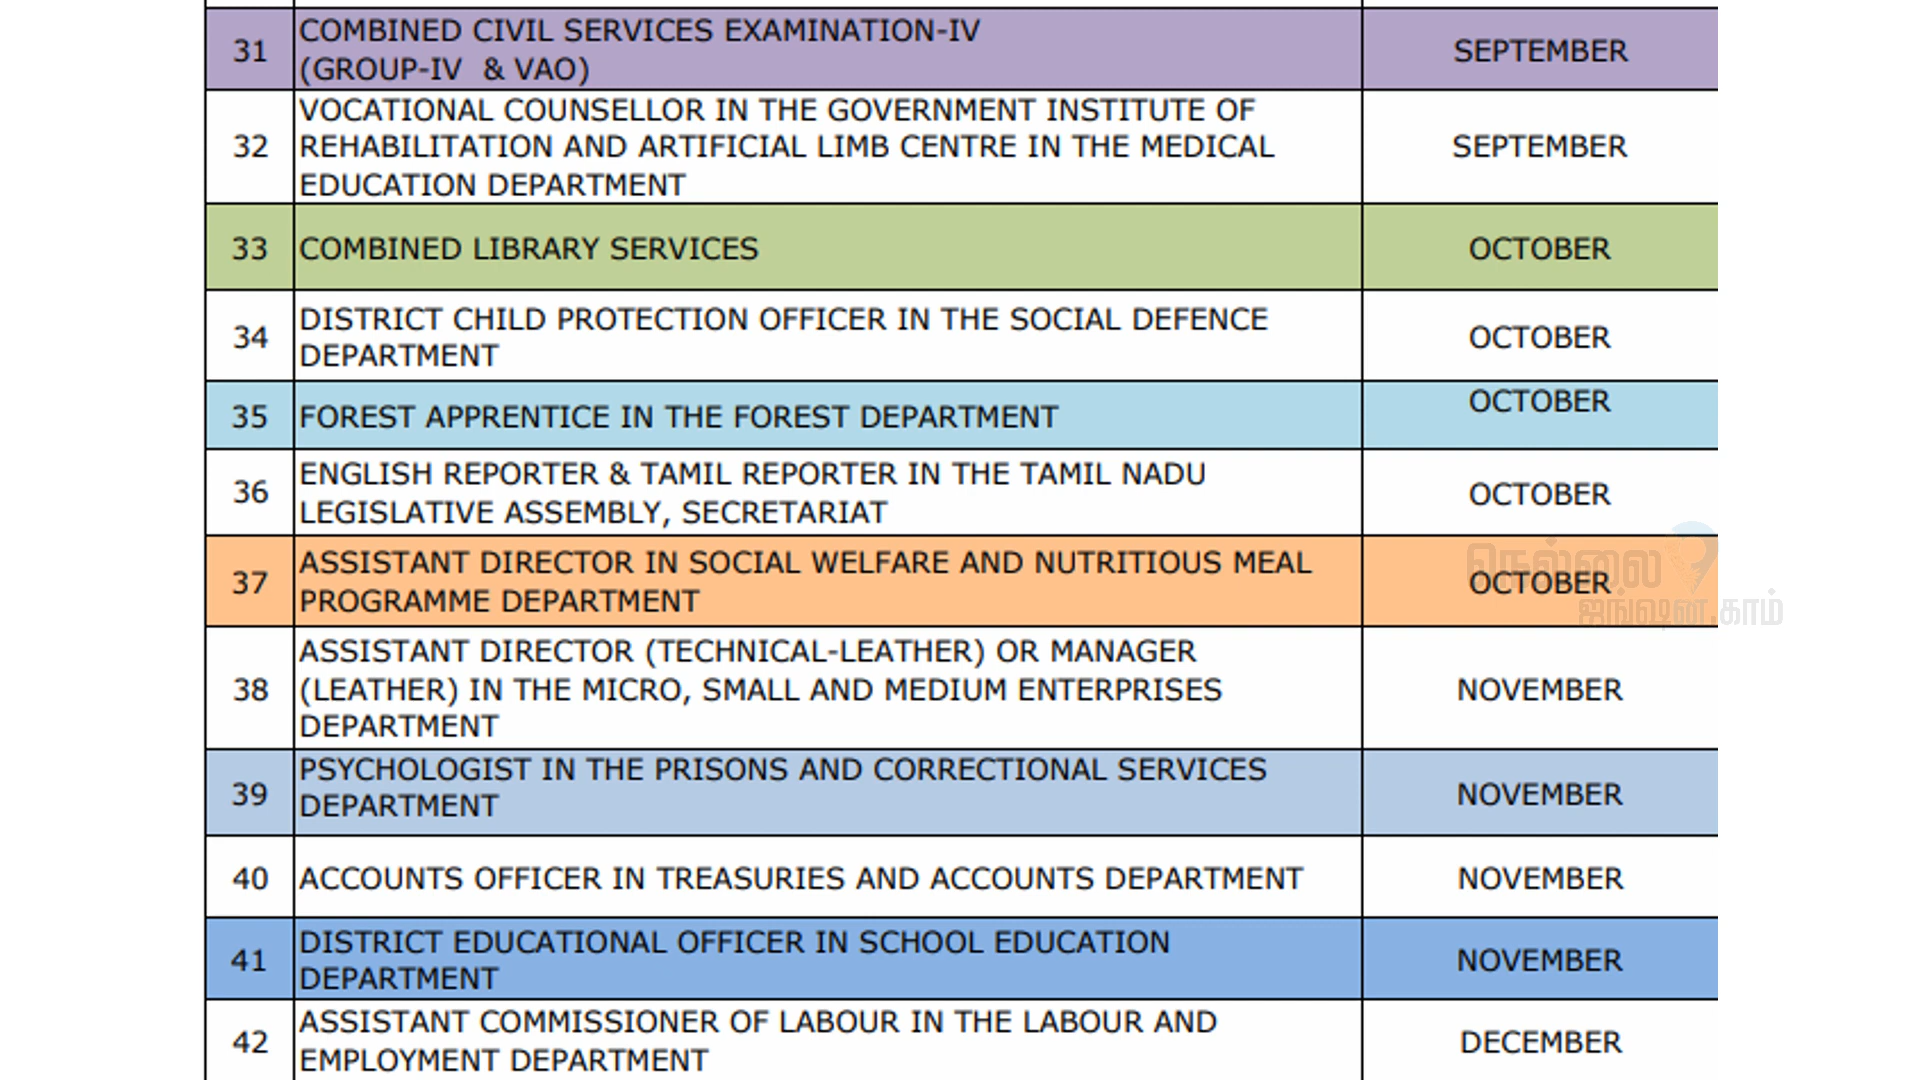 31
COMBINED CIVIL SERVICES EXAMINATION-IV
(GROUP-IV & VAO)
SEPTEMBER
32
VOCATIONAL COUNSELLOR IN THE GOVERNMENT INSTITUTE OF
REHABILITATION AND ARTIFICIAL LIMB CENTRE IN THE MEDICAL
EDUCATION DEPARTMENT
SEPTEMBER
33
COMBINED LIBRARY SERVICES
OCTOBER
34
DISTRICT CHILD PROTECTION OFFICER IN THE SOCIAL DEFENCE
DEPARTMENT
OCTOBER
35
FOREST APPRENTICE IN THE FOREST DEPARTMENT
OCTOBER
36
ENGLISH REPORTER & TAMIL REPORTER IN THE TAMIL NADU
LEGISLATIVE ASSEMBLY, SECRETARIAT
OCTOBER
37
ASSISTANT DIRECTOR IN SOCIAL WELFARE AND NUTRITIOUS MEAL
PROGRAMME DEPARTMENT
OCTOBER
நெல்லை
ஜங்ஷன்.காம்
38
ASSISTANT DIRECTOR (TECHNICAL-LEATHER) OR MANAGER
(LEATHER) IN THE MICRO, SMALL AND MEDIUM ENTERPRISES
DEPARTMENT
NOVEMBER
39
PSYCHOLOGIST IN THE PRISONS AND CORRECTIONAL SERVICES
DEPARTMENT
NOVEMBER
40
ACCOUNTS OFFICER IN TREASURIES AND ACCOUNTS DEPARTMENT
NOVEMBER
41
DISTRICT EDUCATIONAL OFFICER IN SCHOOL EDUCATION
DEPARTMENT
NOVEMBER
42
ASSISTANT COMMISSIONER OF LABOUR IN THE LABOUR AND
EMPLOYMENT DEPARTMENT
DECEMBER